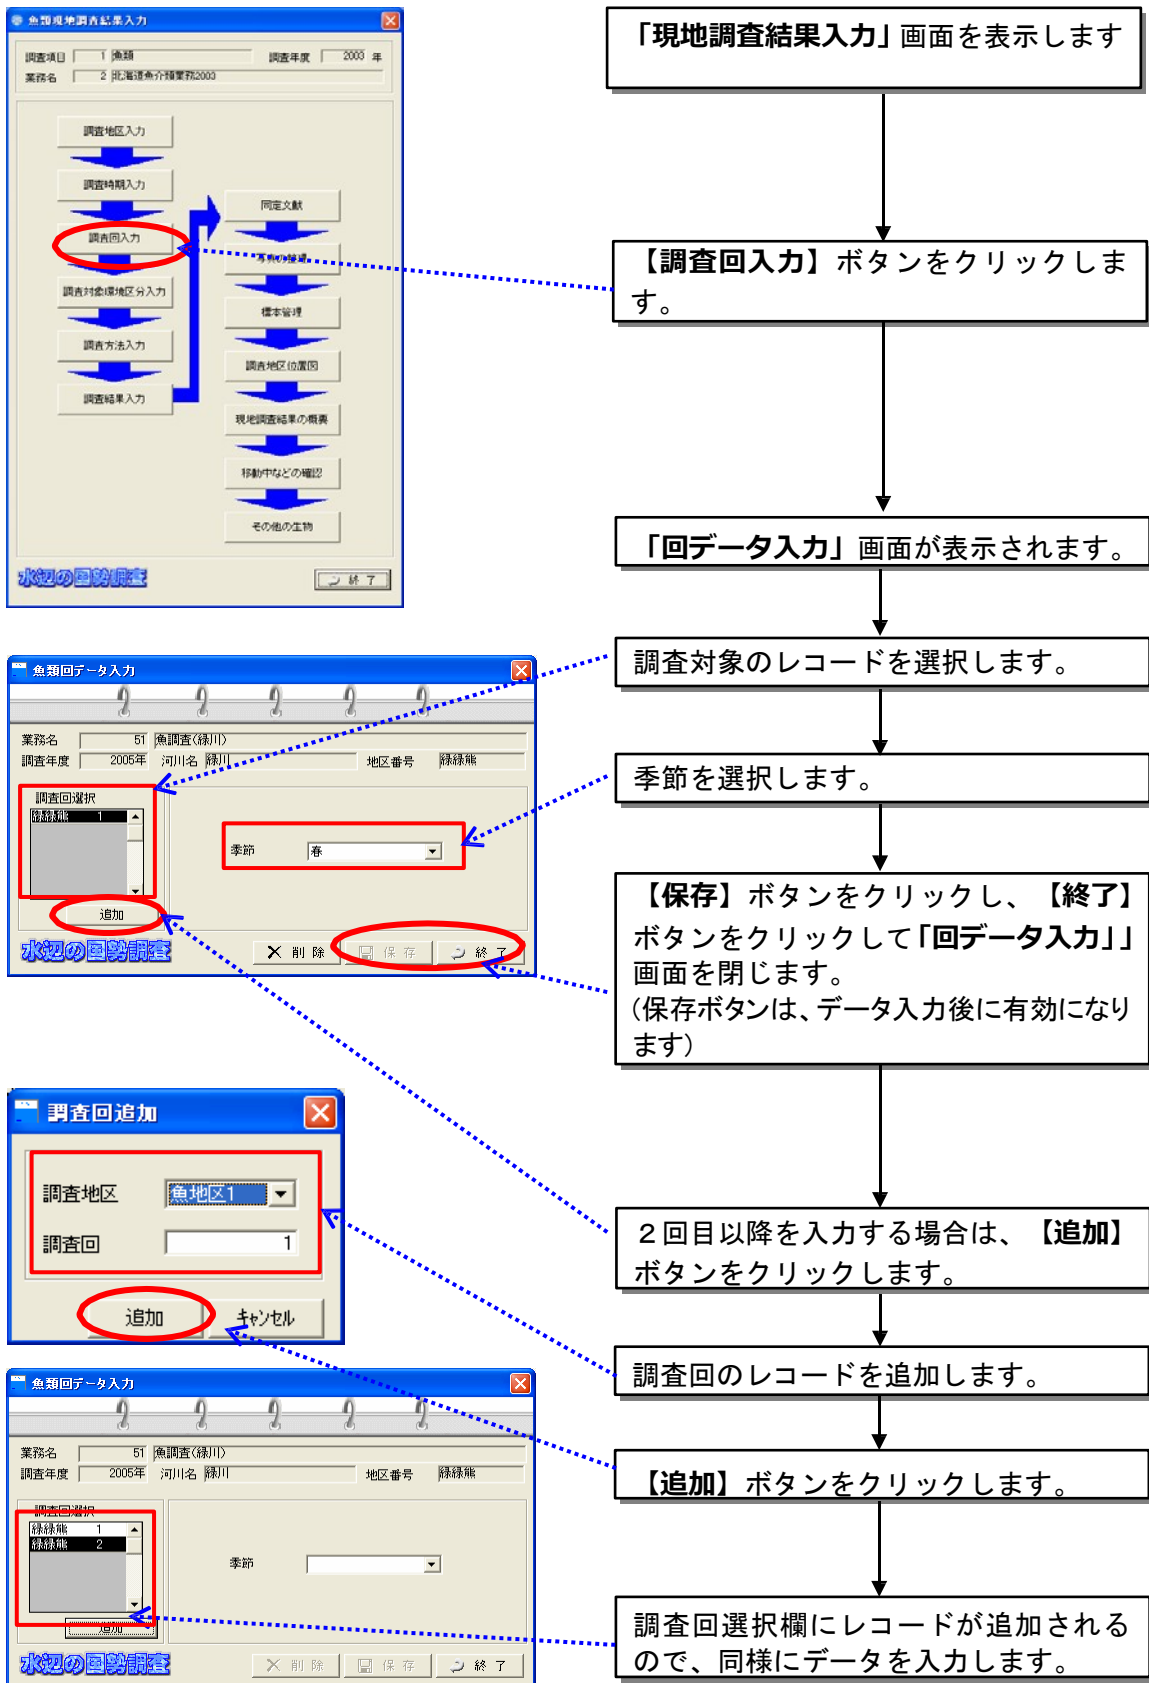 魚類現地調査結果入力
調査項目 1 魚類 調査年度 2003 年
業務名 2 北海道魚介類業務2003
調査地区入力
調査時期入力
調査回入力
調査対象環境区分入力
調査方法入力
調査結果入力
同定文献
写真の整理
標本管理
調査地区位置図
現地調査結果の概要
移動中などの確認
その他の生物
水辺の国勢調査
終 了
「現地調査結果入力」画面を表示します
【調査回入力】ボタンをクリックしま
す。
「回データ入力」画面が表示されます。
調査対象のレコードを選択します。
季節を選択します。
【保存】ボタンをクリックし、【終了】
ボタンをクリックして「回データ入力」」
画面を閉じます。
(保存ボタンは、データ入力後に有効になり
ます)
2回目以降を入力する場合は、【追加】
ボタンをクリックします。
調査回のレコードを追加します。
【追加】ボタンをクリックします。
調査回選択欄にレコードが追加される
ので、同様にデータを入力します。
魚類回データ入力
業務名 51 魚調査(緑川)
調査年度 2005年 河川名 緑川 地区番号 緑緑熊
調査回選択
緑緑熊 1
季節 春
追加
水辺の国勢調査
削 除 保 存 終 了
調査回追加
調査地区 魚地区1
調査回 1
追加 キャンセル
魚類回データ入力
業務名 51 魚調査(緑川)
調査年度 2005年 河川名 緑川 地区番号 緑緑熊
調査回選択
緑緑熊 1
緑緑熊 2
季節
追加
水辺の国勢調査
削 除 保 存 終 了